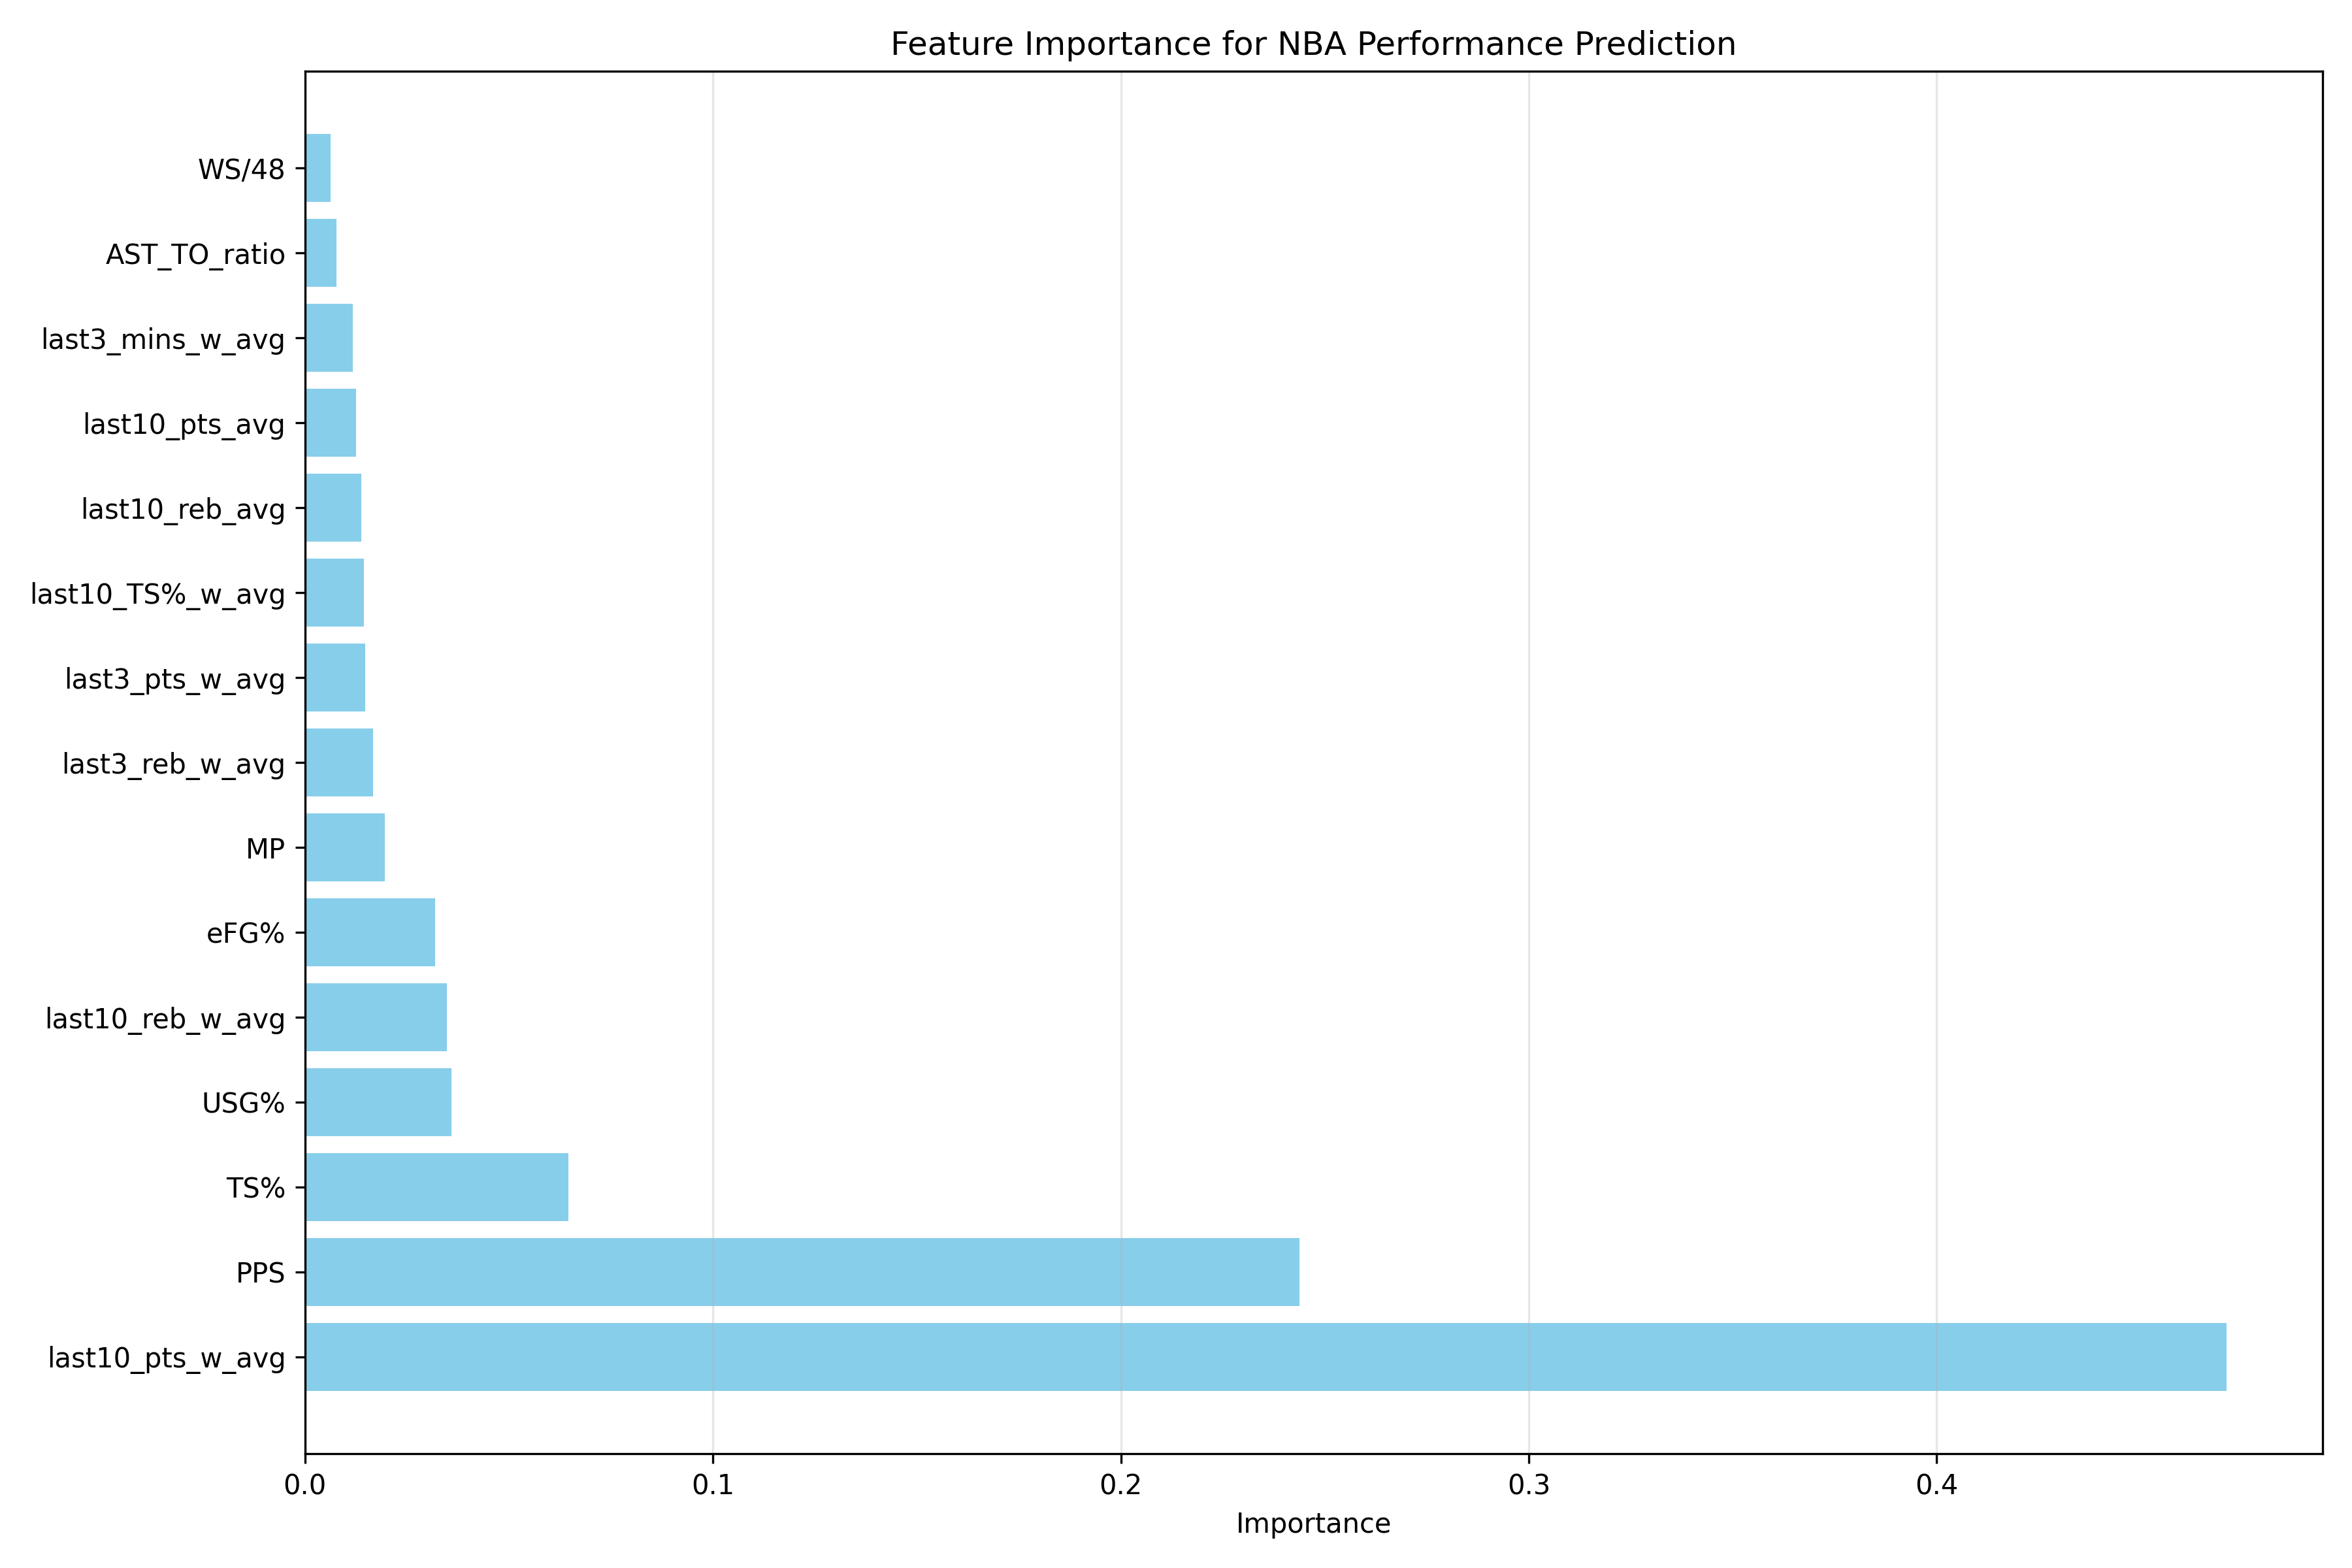 Feature Importance for NBA Performance Prediction
WS/48
AST_TO_ratio
last3_mins_w_avg
last10_pts_avg
last10_reb_avg
last10_TS%_w_avg
last3_pts_w_avg
last3_reb_w_avg
MP
eFG%
last10_reb_w_avg
USG%
TS%
PPS
last10_pts_w_avg
0.0 0.1 0.2 0.3 0.4
Importance